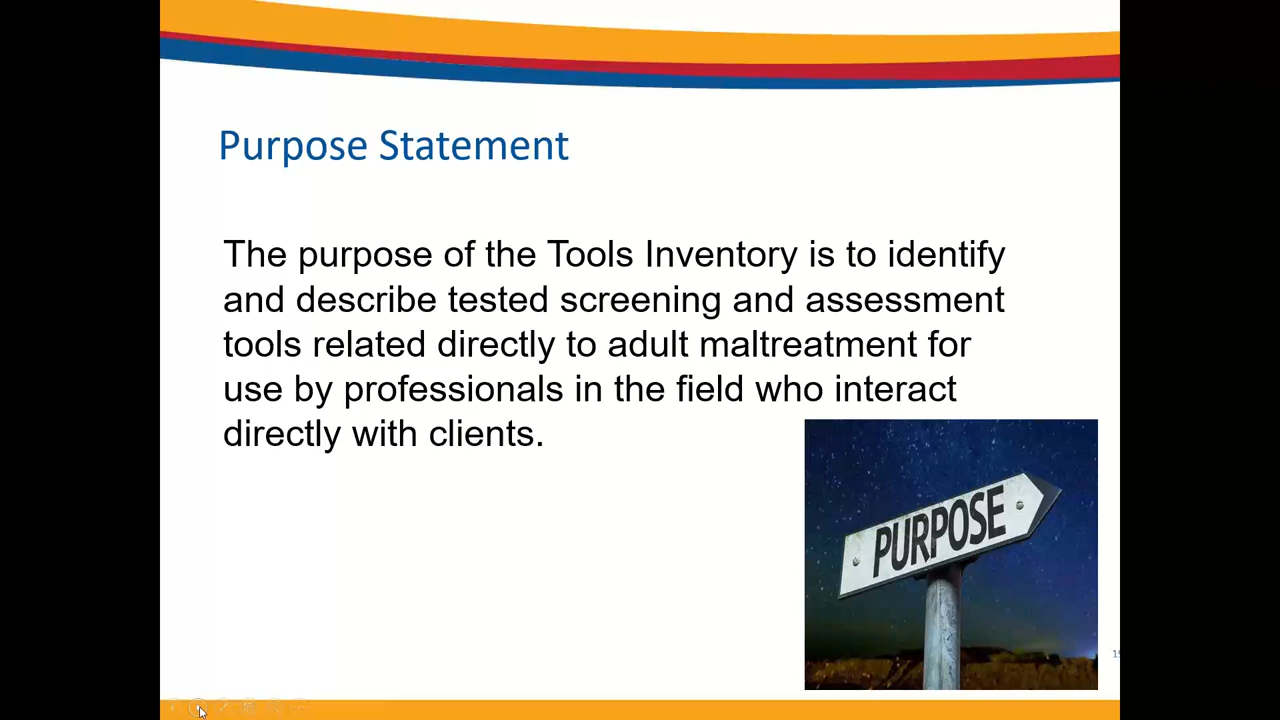 Purpose Statement
The purpose of the Tools Inventory is to identify
and describe tested screening and assessment
tools related directly to adult maltreatment for
use by professionals in the field who interact
directly with clients.
PURPOSE